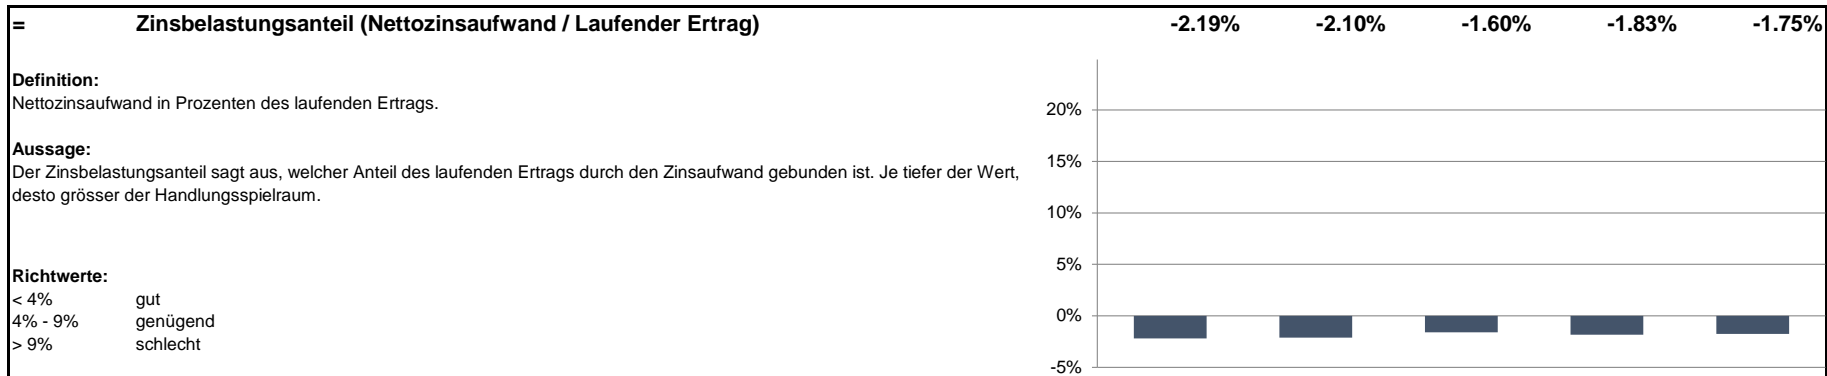 = Zinsbelastungsanteil (Nettozinsaufwand / Laufender Ertrag) -2.19% -2.10% -1.60% -1.83% -1.75%
Definition:
Nettozinsaufwand in Prozenten des laufenden Ertrags.
Aussage:
Der Zinsbelastungsanteil sagt aus, welcher Anteil des laufenden Ertrags durch den Zinsaufwand gebunden ist. Je tiefer der Wert,
desto grösser der Handlungsspielraum.
Richtwerte:
< 4% gut
4% - 9% genügend
> 9% schlecht
20%
15%
10%
5%
0%
-5%